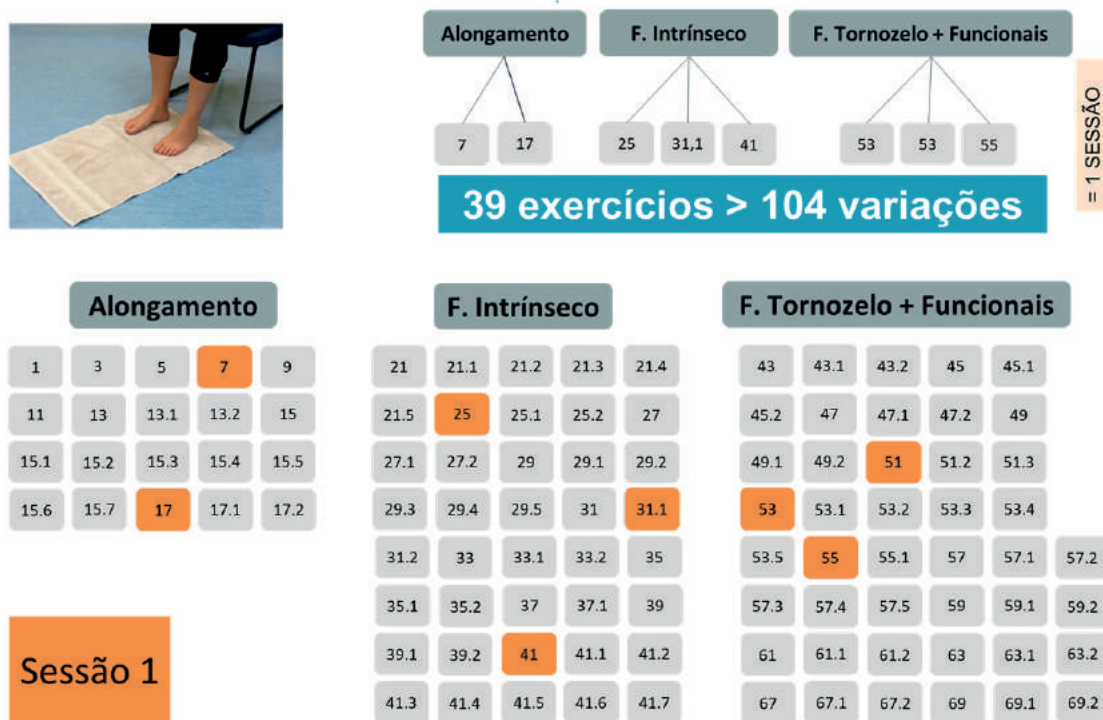 Alongamento F. Intrínseco F. Tornozelo + Funcionais
7 17 25 31,1 41 53 53 55
= 1 SESSÃO
39 exercícios > 104 variações
Alongamento
1 3 5 7 9
11 13 13.1 13.2 15
15.1 15.2 15.3 15.4 15.5
15.6 15.7 17 17.1 17.2
F. Intrínseco
21 21.1 21.2 21.3 21.4
21.5 25 25.1 25.2 27
27.1 27.2 29 29.1 29.2
29.3 29.4 29.5 31 31.1
31.2 33 33.1 33.2 35
35.1 35.2 37 37.1 39
39.1 39.2 41 41.1 41.2
41.3 41.4 41.5 41.6 41.7
F. Tornozelo + Funcionais
43 43.1 43.2 45 45.1
45.2 47 47.1 47.2 49
49.1 49.2 51 51.2 51.3
53 53.1 53.2 53.3 53.4
53.5 55 55.1 57 57.1 57.2
57.3 57.4 57.5 59 59.1 59.2
61 61.1 61.2 63 63.1 63.2
67 67.1 67.2 69 69.1 69.2
Sessão 1